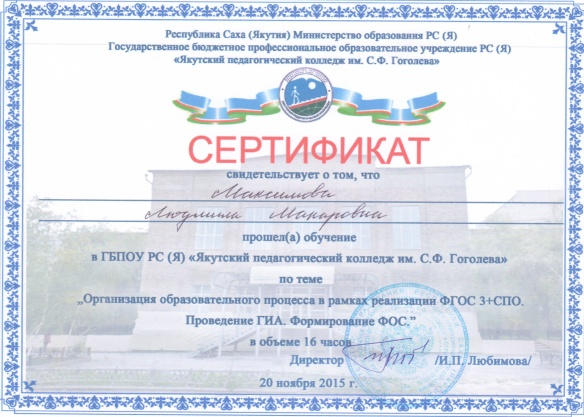 Республика Саха (Якутия) Министерство образования РС (Я)
Государственное бюджетное профессиональное образовательное учреждение РС (Я)
«Якутский педагогический колледж им. С.Ф. Гоголева»
СЕРТИФИКАТ
свидетельствует о том, что
Максимова
Людмила Макаровна
прошел(а) обучение
в ГБПОУ РС (Я) «Якутский педагогический колледж им. С.Ф. Гоголева»
по теме
„Организация образовательного процесса в рамках реализации ФГОС 3+СПО.
Проведение ГИА. Формирование ФОС.”
в объеме 16 часов
Директор /И.П. Любимова/
20 ноября 2015 г.